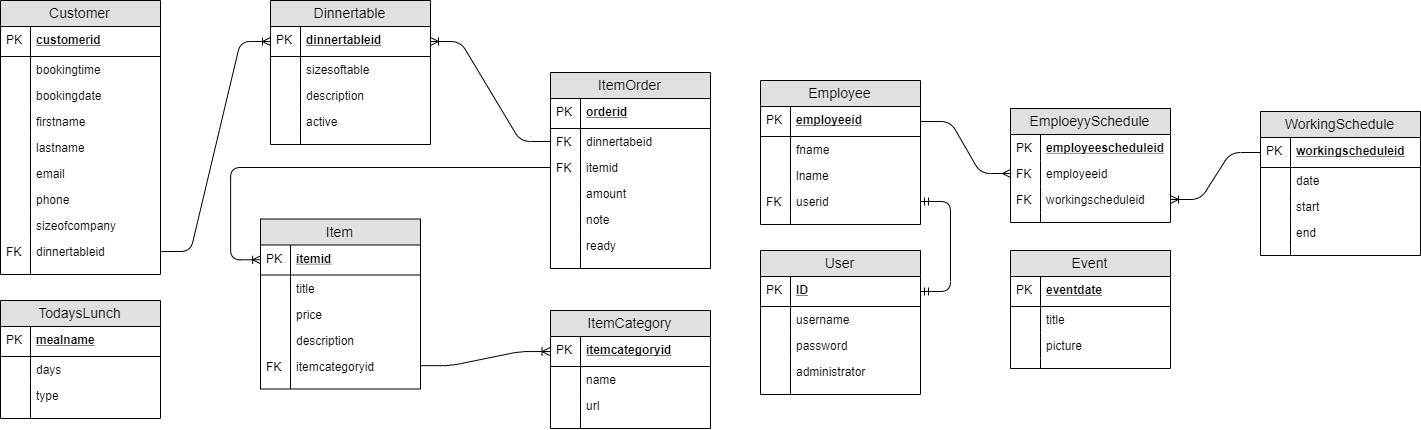 Customer
PK customerid
bookingtime
bookingdate
firstname
lastname
email
phone
sizeofcompany
FK dinnertableid
Dinnertable
PK dinnertableid
sizesoftable
description
active
ItemOrder
PK orderid
FK dinnertabeid
FK itemid
amount
note
ready
Item
PK itemid
title
price
description
FK itemcategoryid
TodaysLunch
PK mealname
days
type
ItemCategory
PK itemcategoryid
name
url
Employee
PK employeeid
fname
lname
FK userid
EmploeyySchedule
PK employeescheduleid
FK employeeid
FK workingscheduleid
WorkingSchedule
PK workingscheduleid
date
start
end
User
PK ID
username
password
administrator
Event
PK eventdate
title
picture